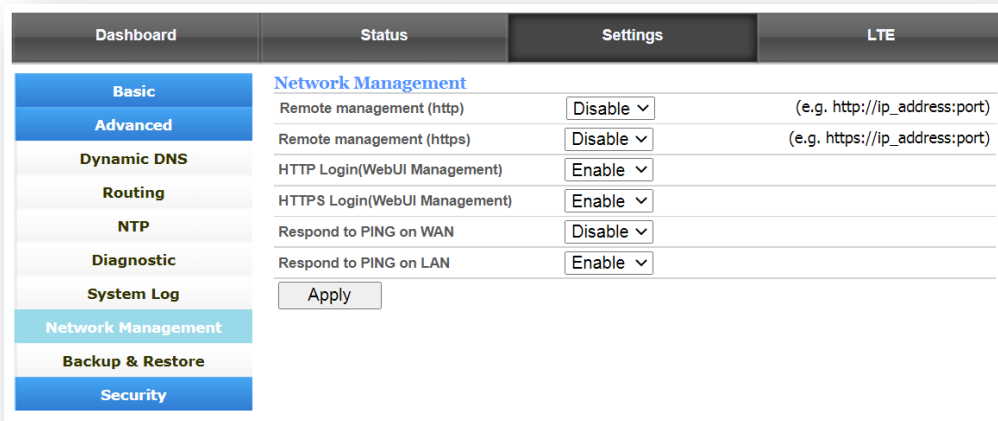 Dashboard Status Settings LTE
Basic
Advanced
Dynamic DNS
Routing
NTP
Diagnostic
System Log
Network Management
Backup & Restore
Security
Network Management
Remote management (http) Disable (e.g. http://ip_address:port)
Remote management (https) Disable (e.g. https://ip_address:port)
HTTP Login(WebUI Management) Enable
HTTPS Login(WebUI Management) Enable
Respond to PING on WAN Disable
Respond to PING on LAN Enable
Apply